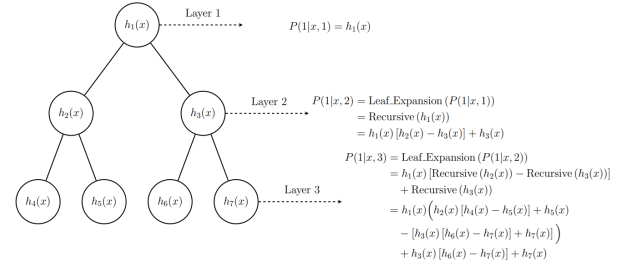 h₁(x)
Layer 1
P(1|x, 1) = h₁(x)
h₂(x)
h₃(x)
Layer 2
P(1|x, 2) = Leaf_Expansion (P(1|x, 1))
= Recursive (h₁(x))
= h₁(x) [h₂(x) − h₃(x)] + h₃(x)
h₄(x)
h₅(x)
h₆(x)
h₇(x)
Layer 3
P(1|x, 3) = Leaf_Expansion (P(1|x, 2))
= h₁(x) [Recursive (h₂(x)) − Recursive (h₃(x))]
+ Recursive (h₃(x))
= h₁(x)(h₂(x) [h₄(x) − h₅(x)] + h₅(x)
− [h₃(x) [h₆(x) − h₇(x)] + h₇(x)])
+ h₃(x) [h₆(x) − h₇(x)] + h₇(x)